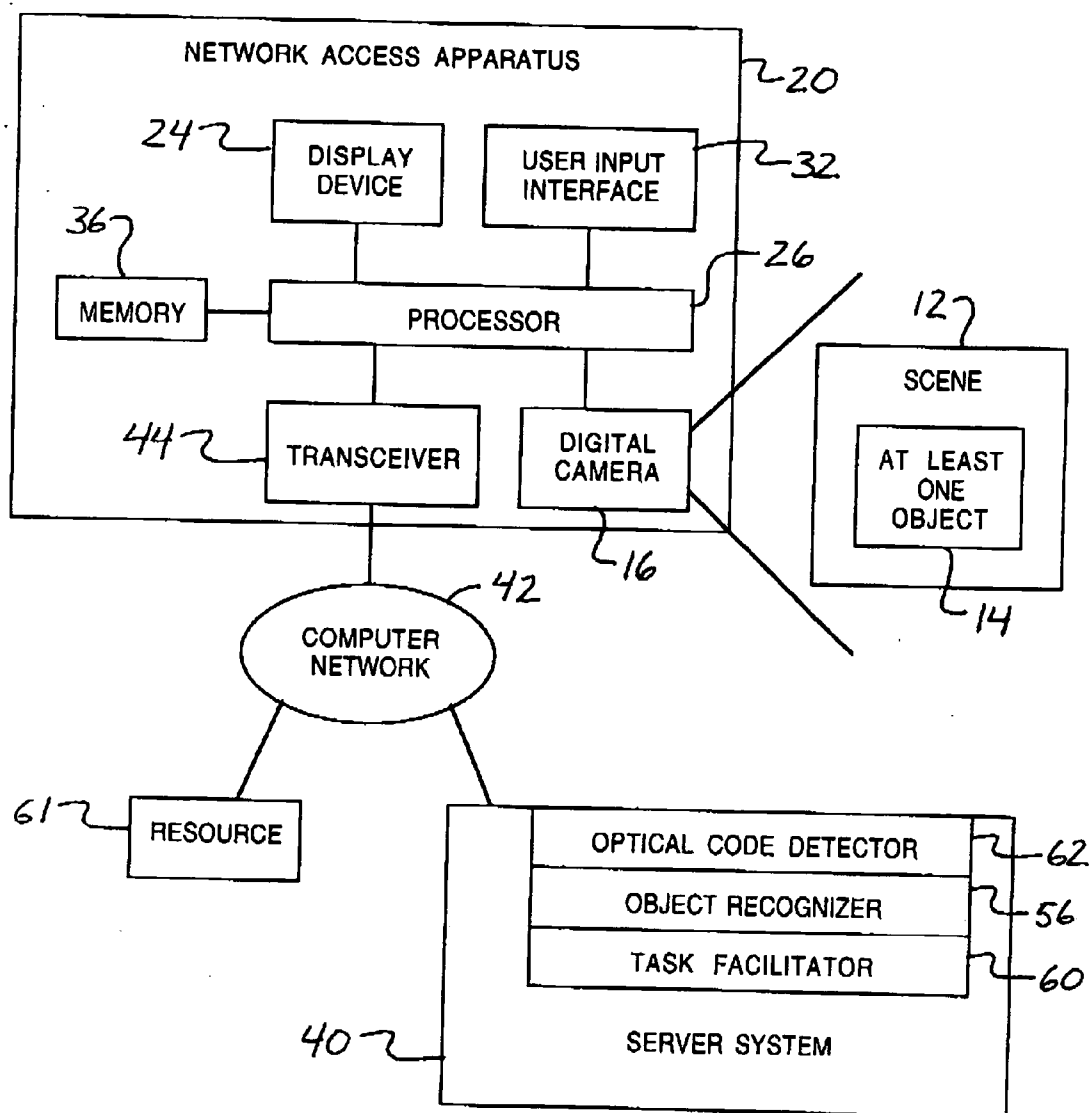 NETWORK ACCESS APPARATUS
20
24
DISPLAY
DEVICE
USER INPUT
INTERFACE
32
36
MEMORY
PROCESSOR
26
12
SCENE
AT LEAST
ONE
OBJECT
14
44
TRANSCEIVER
DIGITAL
CAMERA
16
42
COMPUTER
NETWORK
61
RESOURCE
OPTICAL CODE DETECTOR
62
OBJECT RECOGNIZER
56
TASK FACILITATOR
60
40
SERVER SYSTEM